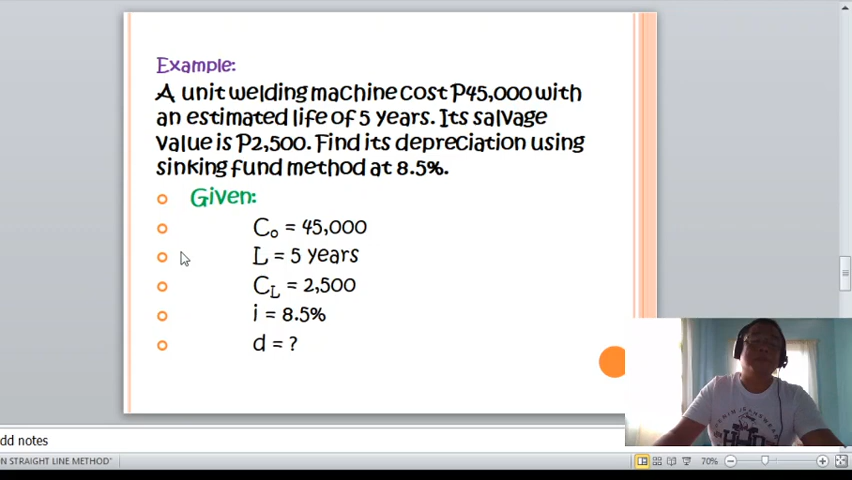 Example:
A unit welding machine cost P45,000 with
an estimated life of 5 years. Its salvage
value is P2,500. Find its depreciation using
sinking fund method at 8.5%.
Given:
C₀ = 45,000
L = 5 years
C_L = 2,500
i = 8.5%
d = ?
dd notes
N STRAIGHT LINE METHOD"
70%